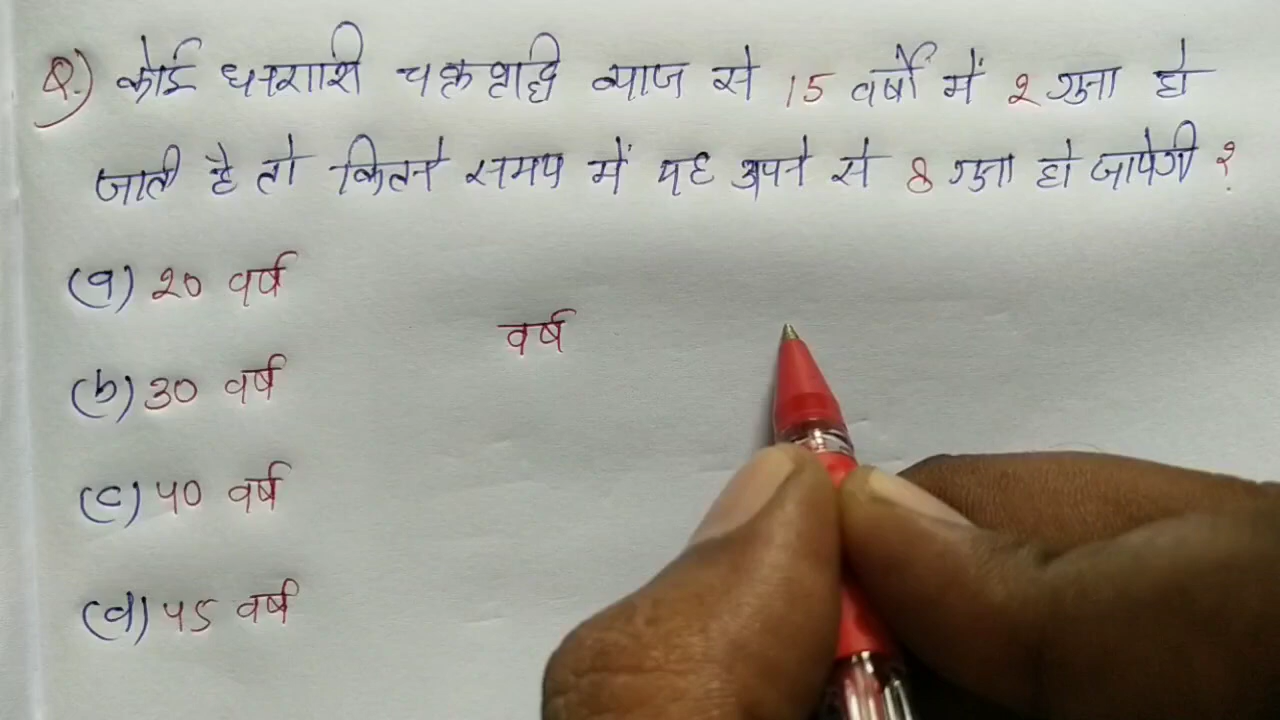 Q.) कोई धनराशि चक्रवृद्धि ब्याज से 15 वर्षों में 2 गुना हो
जाती है तो कितने समय में यह अपने से 8 गुना हो जायेगी ?
(a) 20 वर्ष
वर्ष
(b) 30 वर्ष
(c) 40 वर्ष
(d) 45 वर्ष